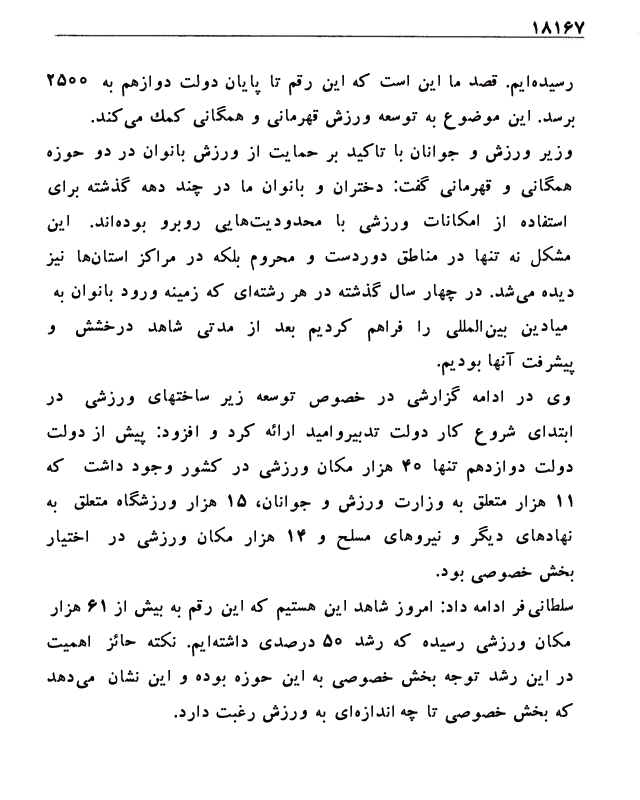 ۱۸۱۶۷
رسیده‌ایم. قصد ما این است که این رقم تا پایان دولت دوازدهم به ۲۵۰۰
برسد. این موضوع به توسعه ورزش قهرمانی و همگانی کمك می‌کند.
وزیر ورزش و جوانان با تاکید بر حمایت از ورزش بانوان در دو حوزه
همگانی و قهرمانی گفت: دختران و بانوان ما در چند دهه گذشته برای
استفاده از امکانات ورزشی با محدودیت‌هایی روبرو بوده‌اند. این
مشکل نه تنها در مناطق دوردست و محروم بلکه در مراکز استان‌ها نیز
دیده می‌شد. در چهار سال گذشته در هر رشته‌ای که زمینه ورود بانوان به
میادین بین‌المللی را فراهم کردیم بعد از مدتی شاهد درخشش و
پیشرفت آنها بودیم.
وی در ادامه گزارشی در خصوص توسعه زیر ساختهای ورزشی در
ابتدای شروع کار دولت تدبیروامید ارائه کرد و افزود: پیش از دولت
دولت دوازدهم تنها ۴۰ هزار مکان ورزشی در کشور وجود داشت که
۱۱ هزار متعلق به وزارت ورزش و جوانان، ۱۵ هزار ورزشگاه متعلق به
نهادهای دیگر و نیروهای مسلح و ۱۴ هزار مکان ورزشی در اختیار
بخش خصوصی بود.
سلطانی‌فر ادامه داد: امروز شاهد این هستیم که این رقم به بیش از ۶۱ هزار
مکان ورزشی رسیده که رشد ۵۰ درصدی داشته‌ایم. نکته حائز اهمیت
در این رشد توجه بخش خصوصی به این حوزه بوده و این نشان می‌دهد
که بخش خصوصی تا چه اندازه‌ای به ورزش رغبت دارد.